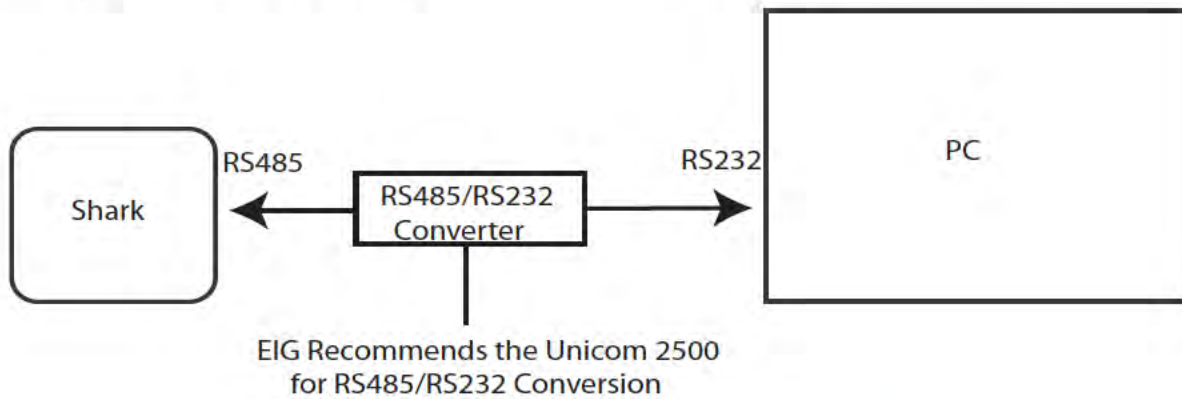 RS485
RS232
PC
Shark
RS485/RS232
Converter
EIG Recommends the Unicom 2500
for RS485/RS232 Conversion